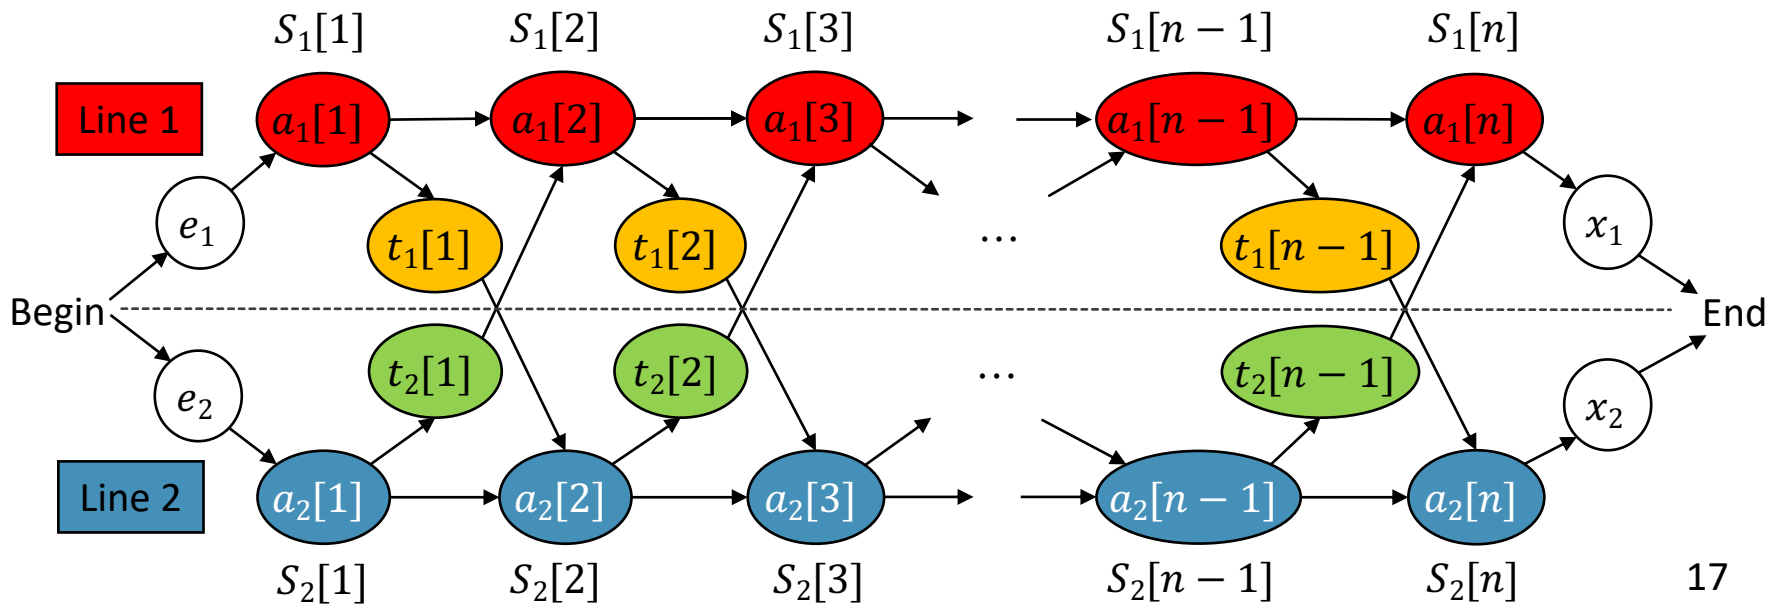 S₁[1] S₁[2] S₁[3] S₁[n − 1] S₁[n]
Line 1 a₁[1] a₁[2] a₁[3] a₁[n − 1] a₁[n]
e₁ t₁[1] t₁[2] ⋯ t₁[n − 1] x₁
Begin End
e₂ t₂[1] t₂[2] ⋯ t₂[n − 1] x₂
Line 2 a₂[1] a₂[2] a₂[3] a₂[n − 1] a₂[n]
S₂[1] S₂[2] S₂[3] S₂[n − 1] S₂[n] 17